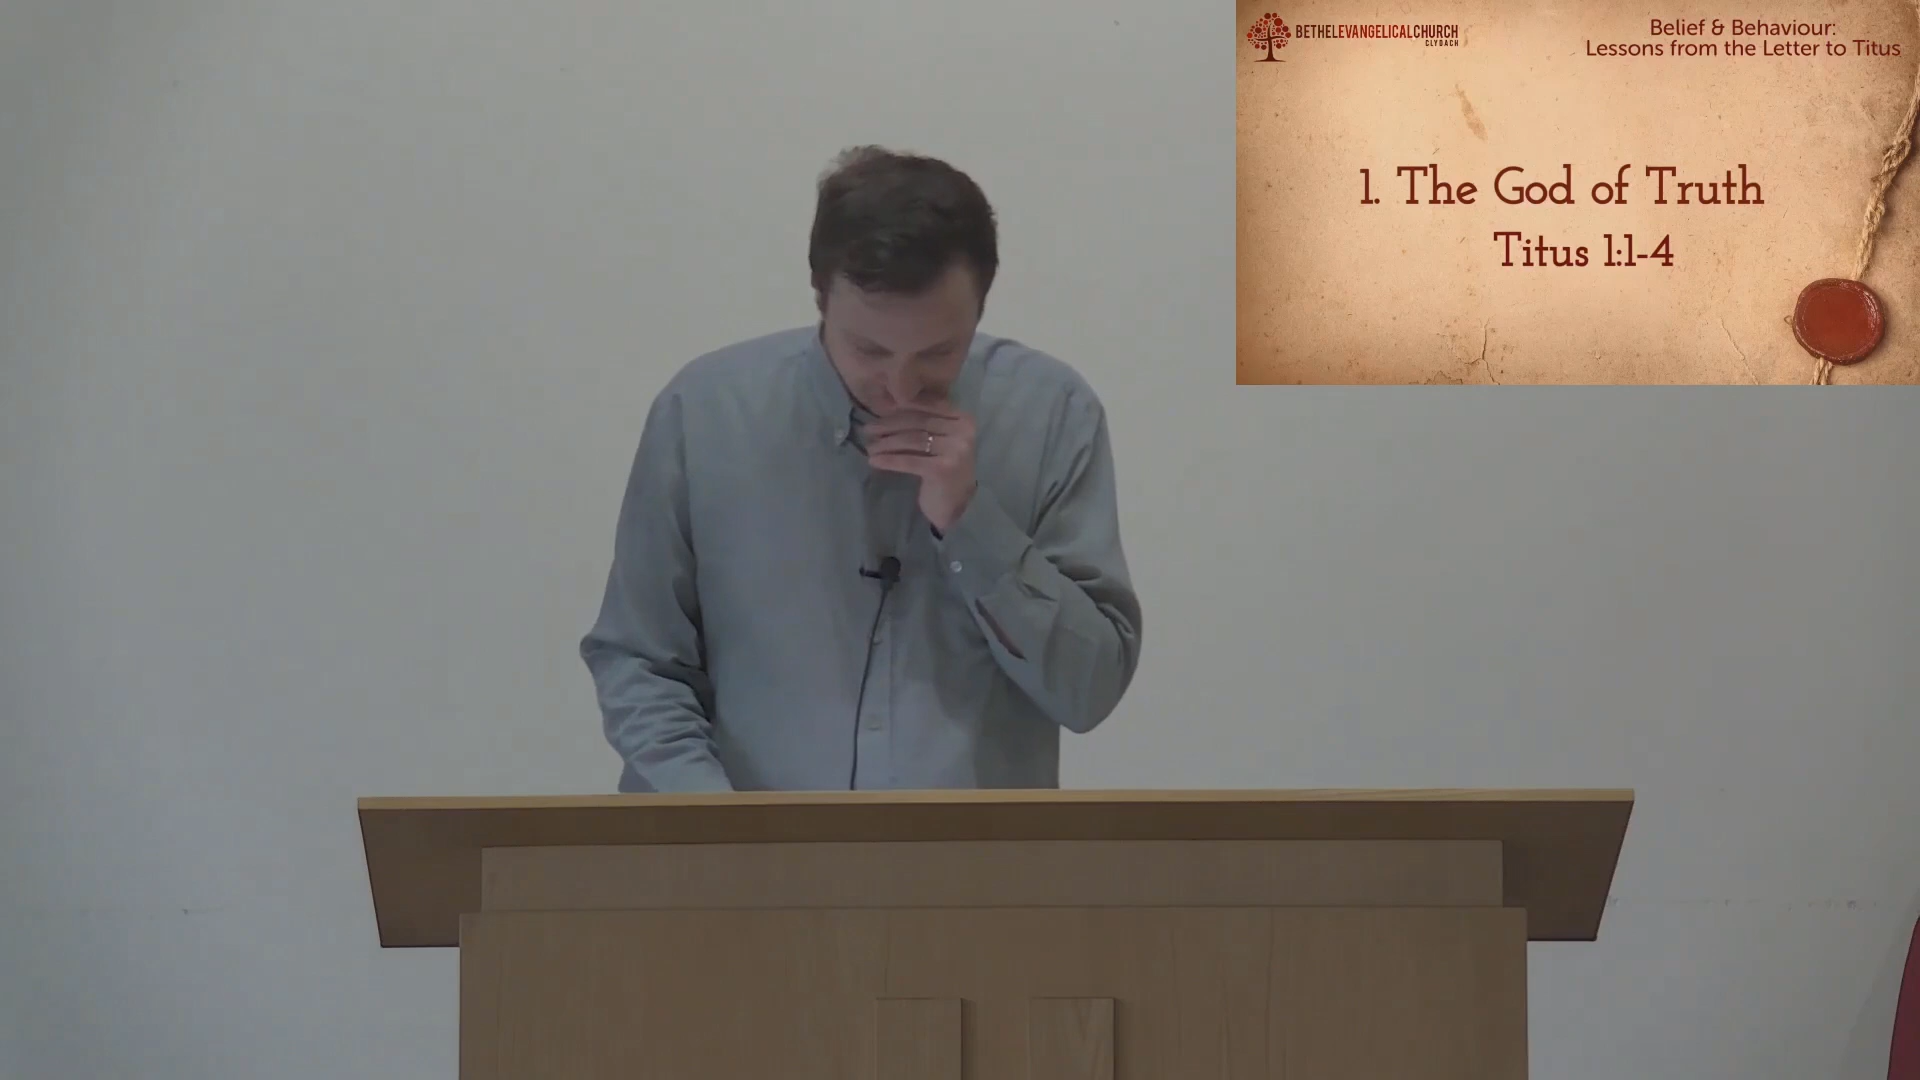 BETHELEVANGELICALCHURCH
CLYDACH
Belief & Behaviour:
Lessons from the Letter to Titus
1. The God of Truth
Titus 1:1-4